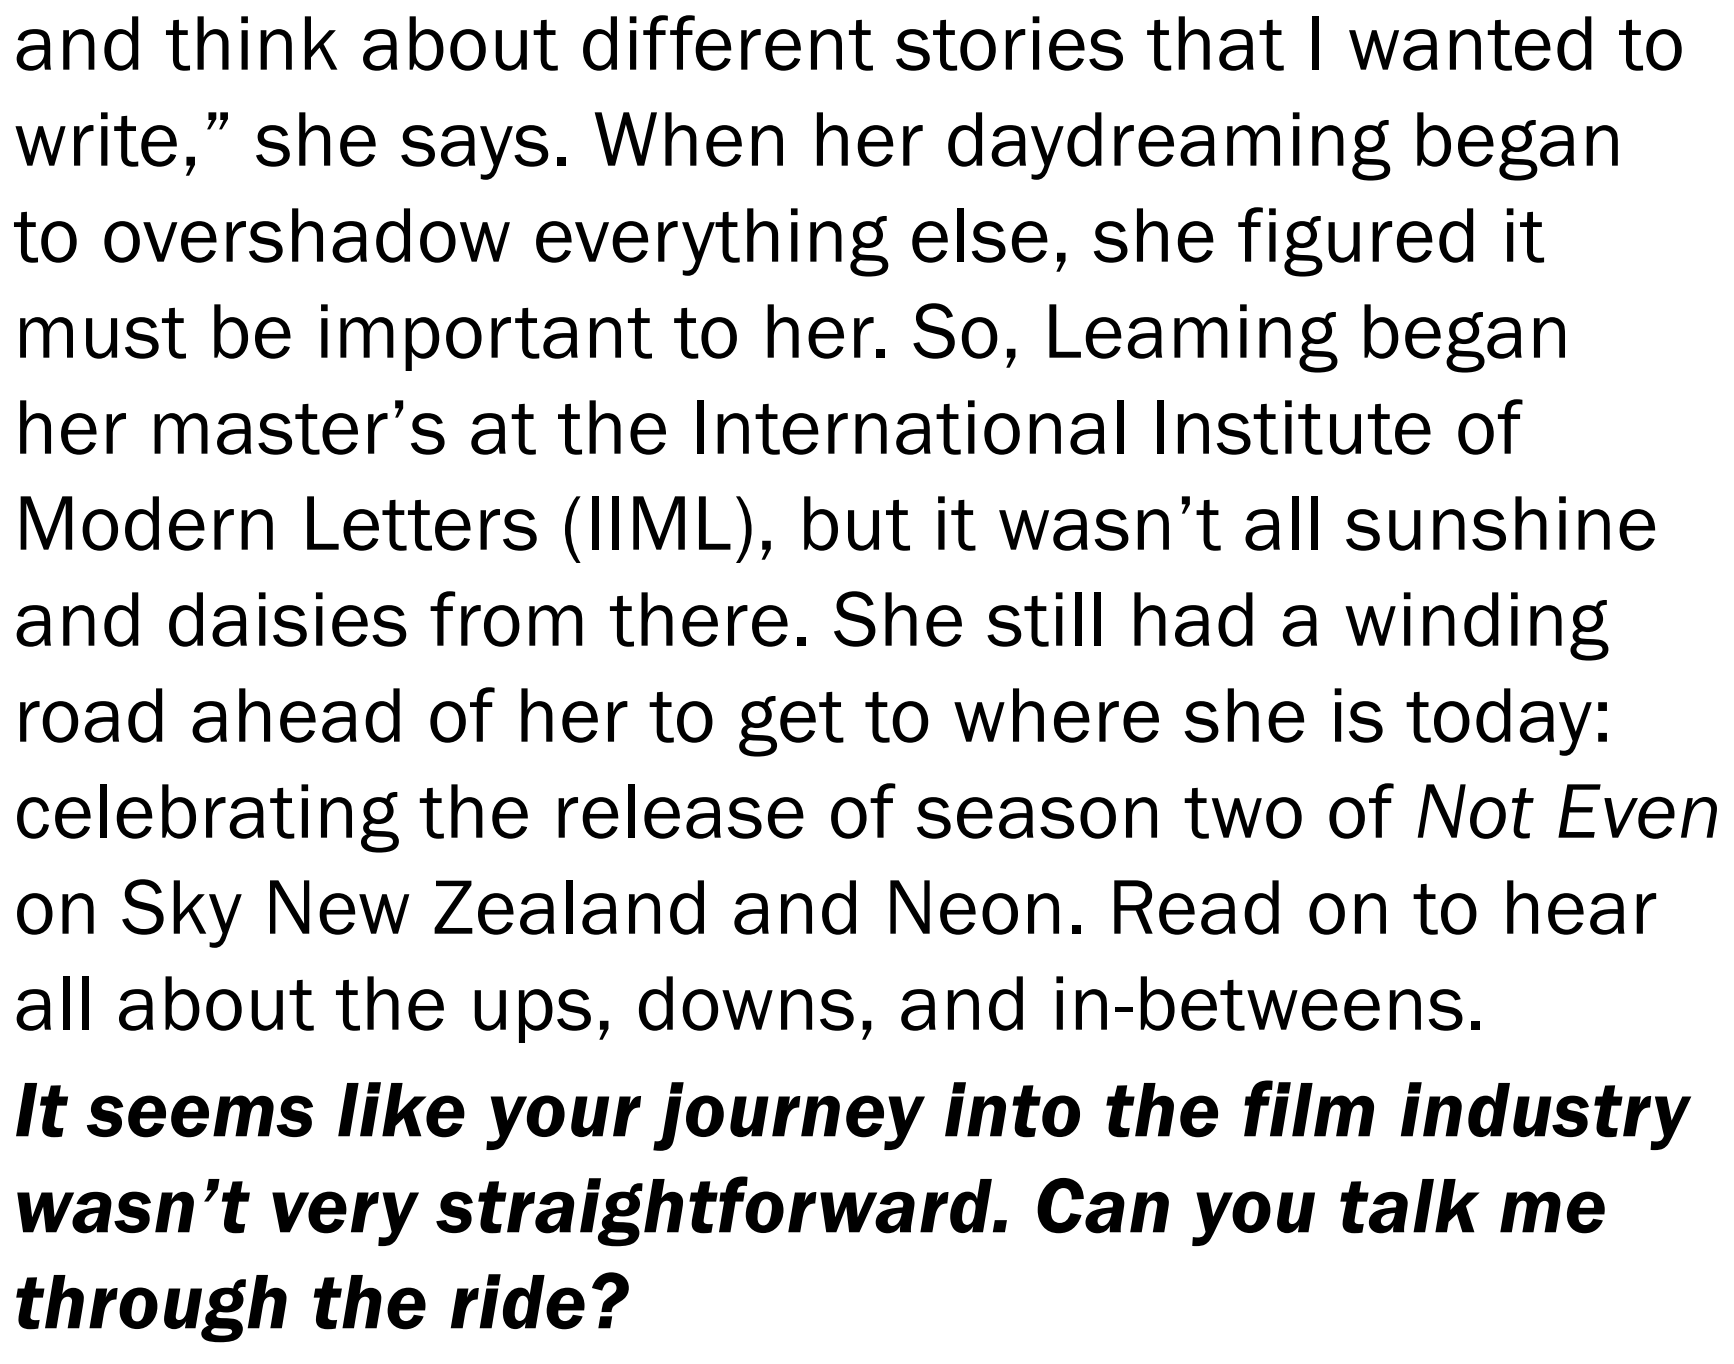 and think about different stories that I wanted to
write,” she says. When her daydreaming began
to overshadow everything else, she figured it
must be important to her. So, Leaming began
her master’s at the International Institute of
Modern Letters (IIML), but it wasn’t all sunshine
and daisies from there. She still had a winding
road ahead of her to get to where she is today:
celebrating the release of season two of Not Even
on Sky New Zealand and Neon. Read on to hear
all about the ups, downs, and in-betweens.
It seems like your journey into the film industry
wasn’t very straightforward. Can you talk me
through the ride?